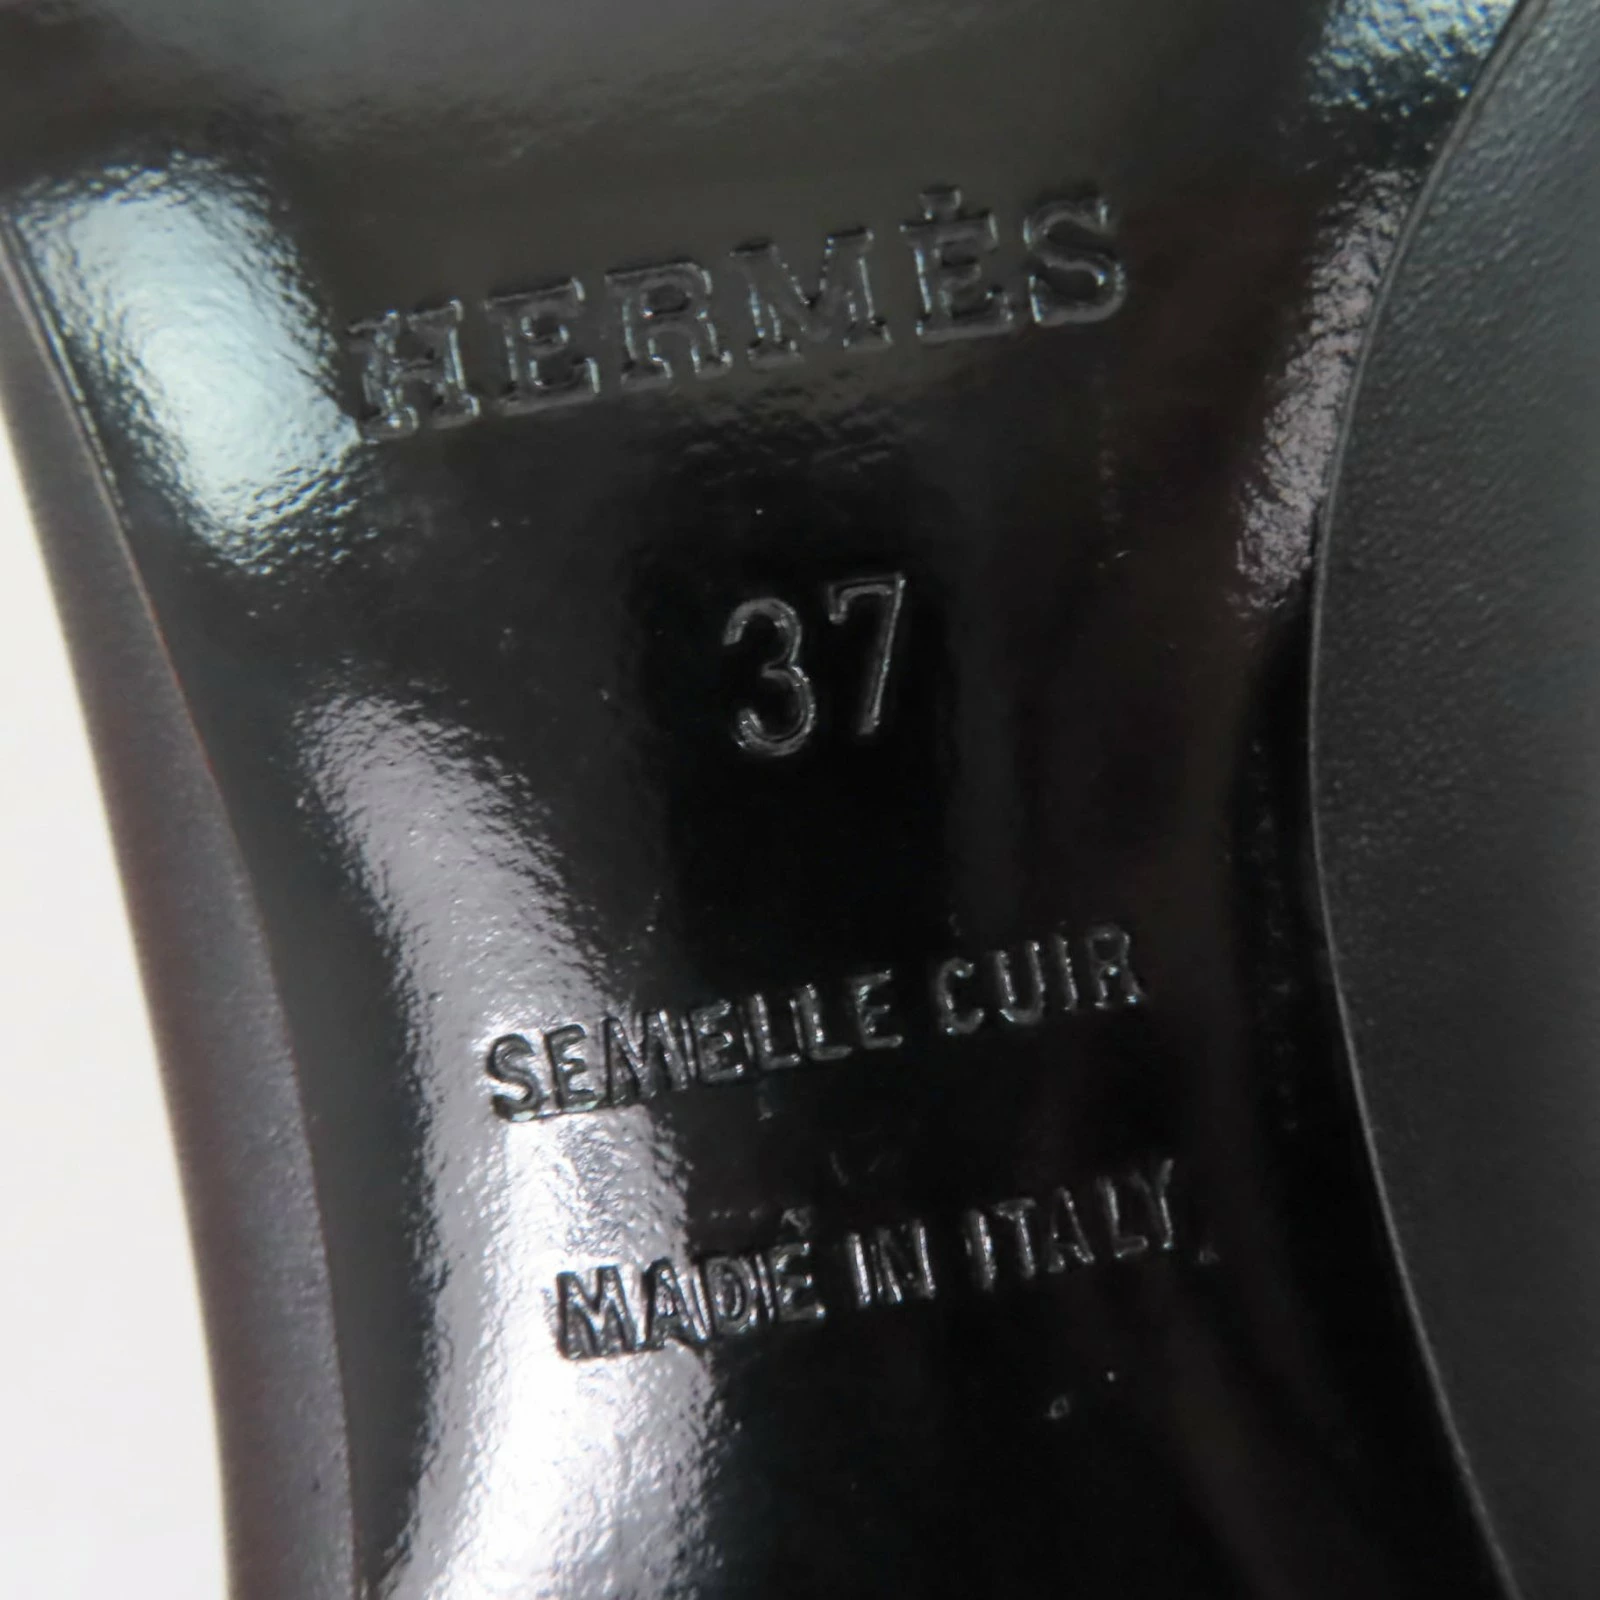 HERMÈS
37
SEMELLE CUIR
MADE IN ITALY